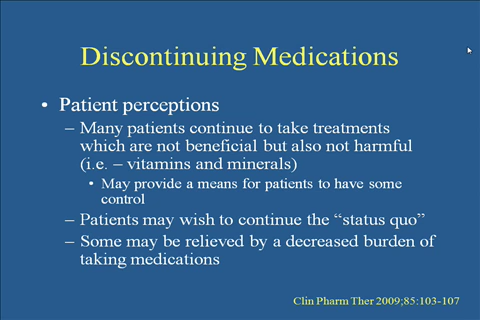 Discontinuing Medications
• Patient perceptions
– Many patients continue to take treatments
which are not beneficial but also not harmful
(i.e. – vitamins and minerals)
• May provide a means for patients to have some
control
– Patients may wish to continue the “status quo”
– Some may be relieved by a decreased burden of
taking medications
Clin Pharm Ther 2009;85:103-107